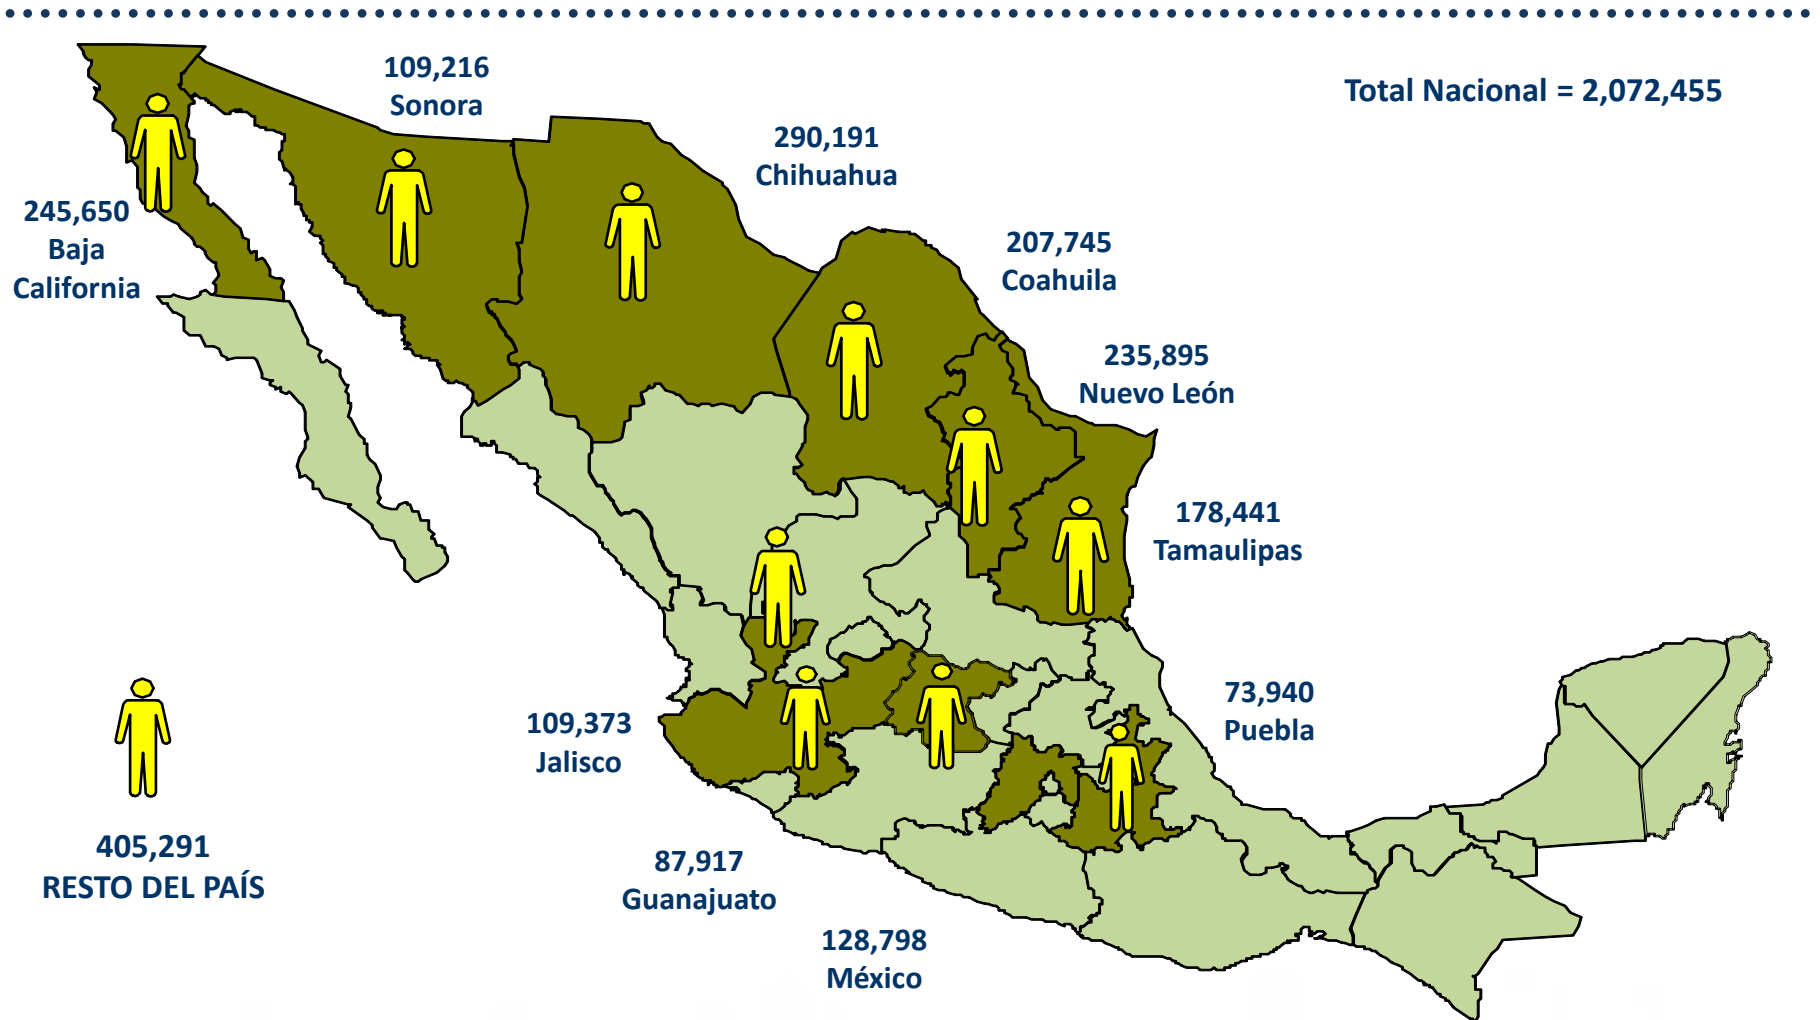 Total Nacional = 2,072,455
109,216
Sonora
290,191
Chihuahua
245,650
Baja
California
207,745
Coahuila
235,895
Nuevo León
178,441
Tamaulipas
73,940
Puebla
109,373
Jalisco
405,291
RESTO DEL PAÍS
87,917
Guanajuato
128,798
México